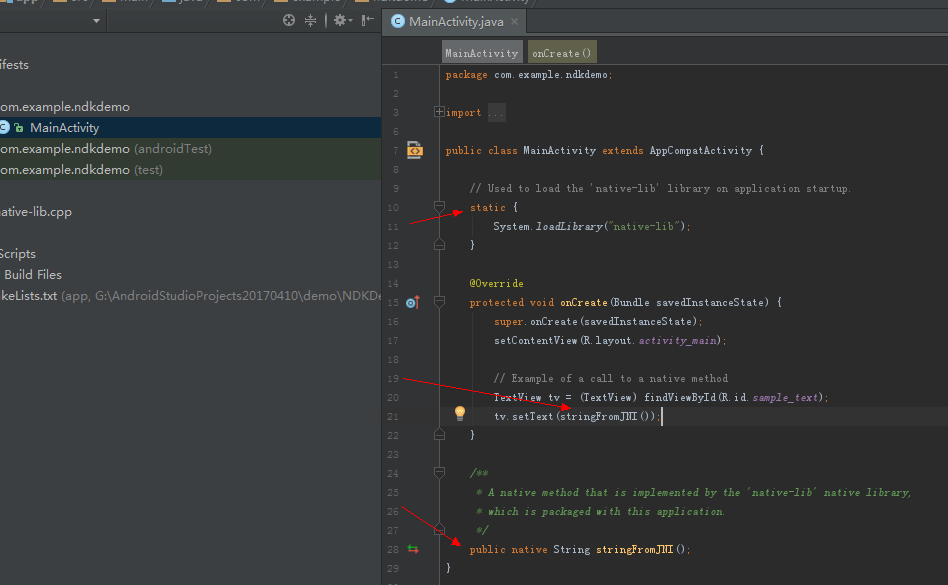 MainActivity.java
ifests
om.example.ndkdemo
MainActivity
om.example.ndkdemo (androidTest)
om.example.ndkdemo (test)
ative-lib.cpp
Scripts
Build Files
keLists.txt (app, G:\AndroidStudioProjects20170410\demo\NDKDe
MainActivity onCreate()
1 package com.example.ndkdemo;
2
3 import ...
6
7 public class MainActivity extends AppCompatActivity {
8
9 // Used to load the 'native-lib' library on application startup.
10 static {
11 System.loadLibrary("native-lib");
12 }
13
14 @Override
15 protected void onCreate(Bundle savedInstanceState) {
16 super.onCreate(savedInstanceState);
17 setContentView(R.layout.activity_main);
18
19 // Example of a call to a native method
20 TextView tv = (TextView) findViewById(R.id.sample_text);
21 tv.setText(stringFromJNI());
22 }
23
24 /**
25 * A native method that is implemented by the 'native-lib' native library,
26 * which is packaged with this application.
27 */
28 public native String stringFromJNI();
29 }